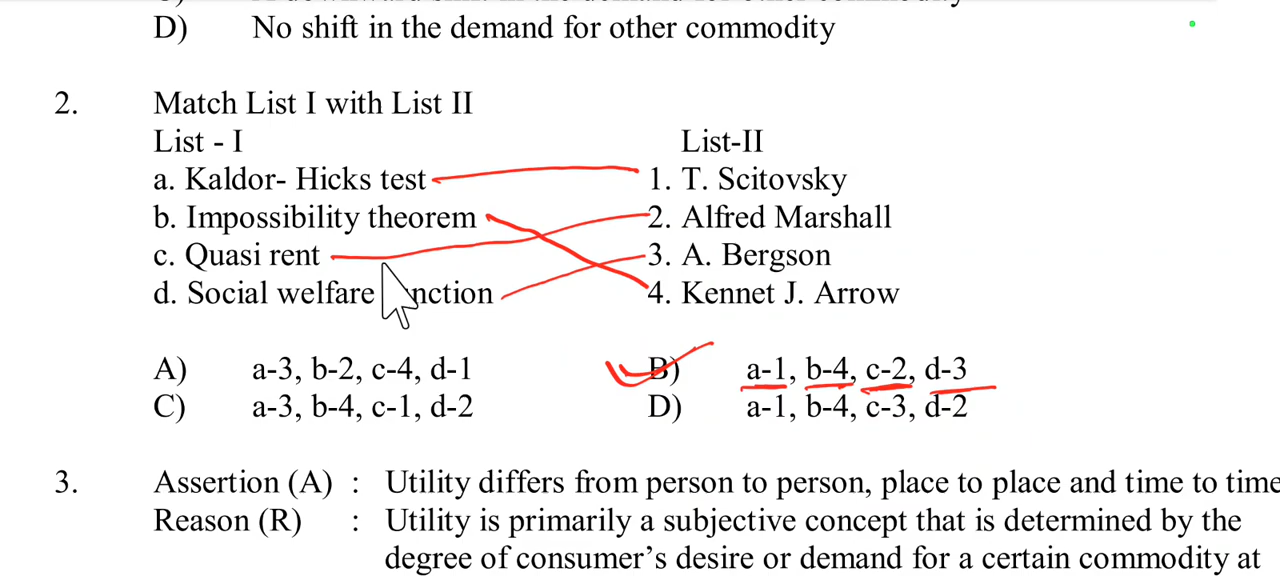 D) No shift in the demand for other commodity
2. Match List I with List II
List - I List-II
a. Kaldor- Hicks test 1. T. Scitovsky
b. Impossibility theorem 2. Alfred Marshall
c. Quasi rent 3. A. Bergson
d. Social welfare nction 4. Kennet J. Arrow
A) a-3, b-2, c-4, d-1 B) a-1, b-4, c-2, d-3
C) a-3, b-4, c-1, d-2 D) a-1, b-4, c-3, d-2
3. Assertion (A) : Utility differs from person to person, place to place and time to time
Reason (R) : Utility is primarily a subjective concept that is determined by the
degree of consumer’s desire or demand for a certain commodity at